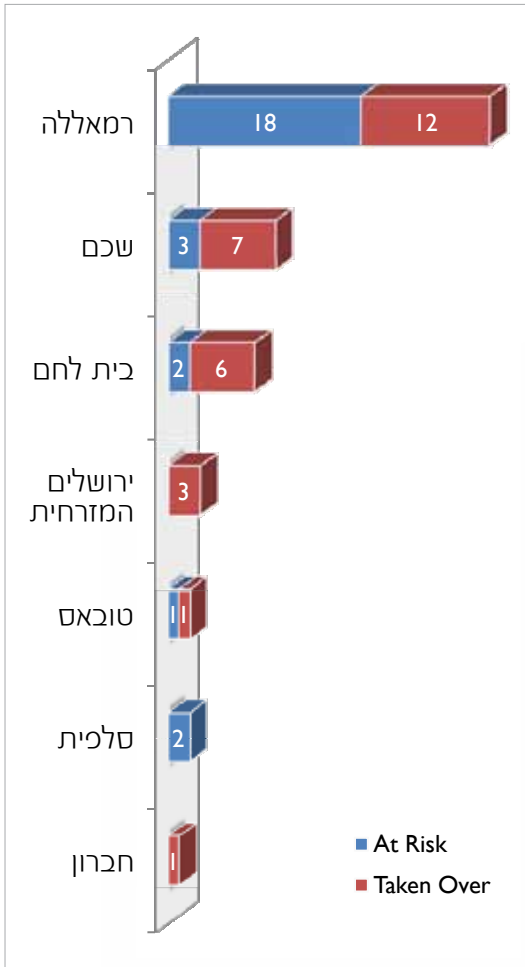 רמאללה
18 12
שכם
3 7
בית לחם
2 6
ירושלים
המזרחית
3
טובאס
1 1
סלפית
2
חברון
1
At Risk
Taken Over